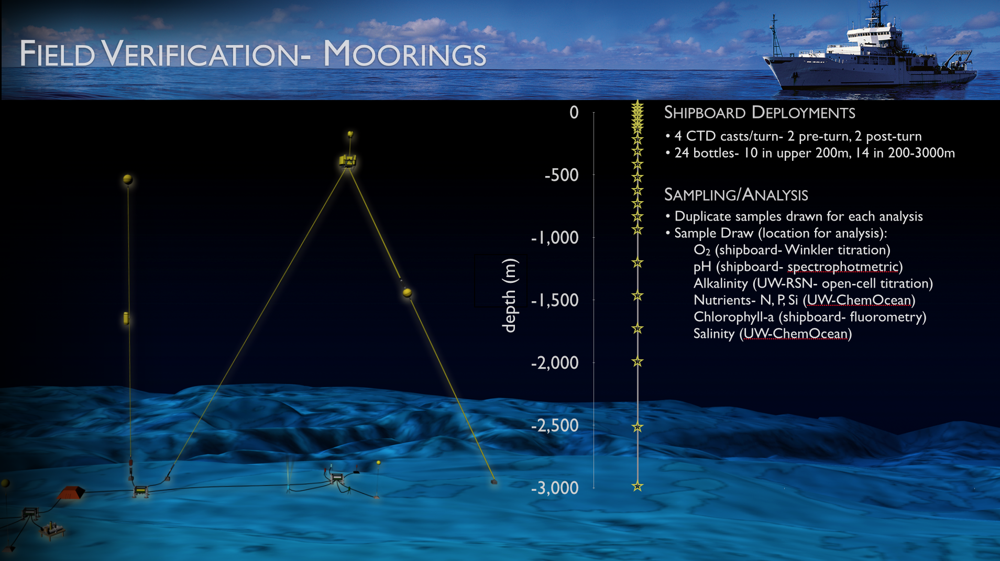 FIELD VERIFICATION- MOORINGS
0
-500
-1,000
-1,500
-2,000
-2,500
-3,000
depth (m)
SHIPBOARD DEPLOYMENTS
• 4 CTD casts/turn- 2 pre-turn, 2 post-turn
• 24 bottles- 10 in upper 200m, 14 in 200-3000m
SAMPLING/ANALYSIS
• Duplicate samples drawn for each analysis
• Sample Draw (location for analysis):
O₂ (shipboard- Winkler titration)
pH (shipboard- spectrophotmetric)
Alkalinity (UW-RSN- open-cell titration)
Nutrients- N, P, Si (UW-ChemOcean)
Chlorophyll-a (shipboard- fluorometry)
Salinity (UW-ChemOcean)